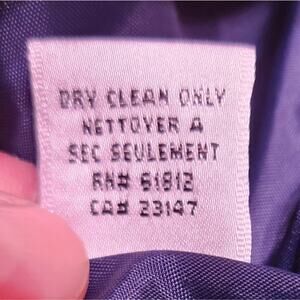 DRY CLEAN ONLY
NETTOYER A
SEC SEULEMENT
RN# 61812
CA# 23147